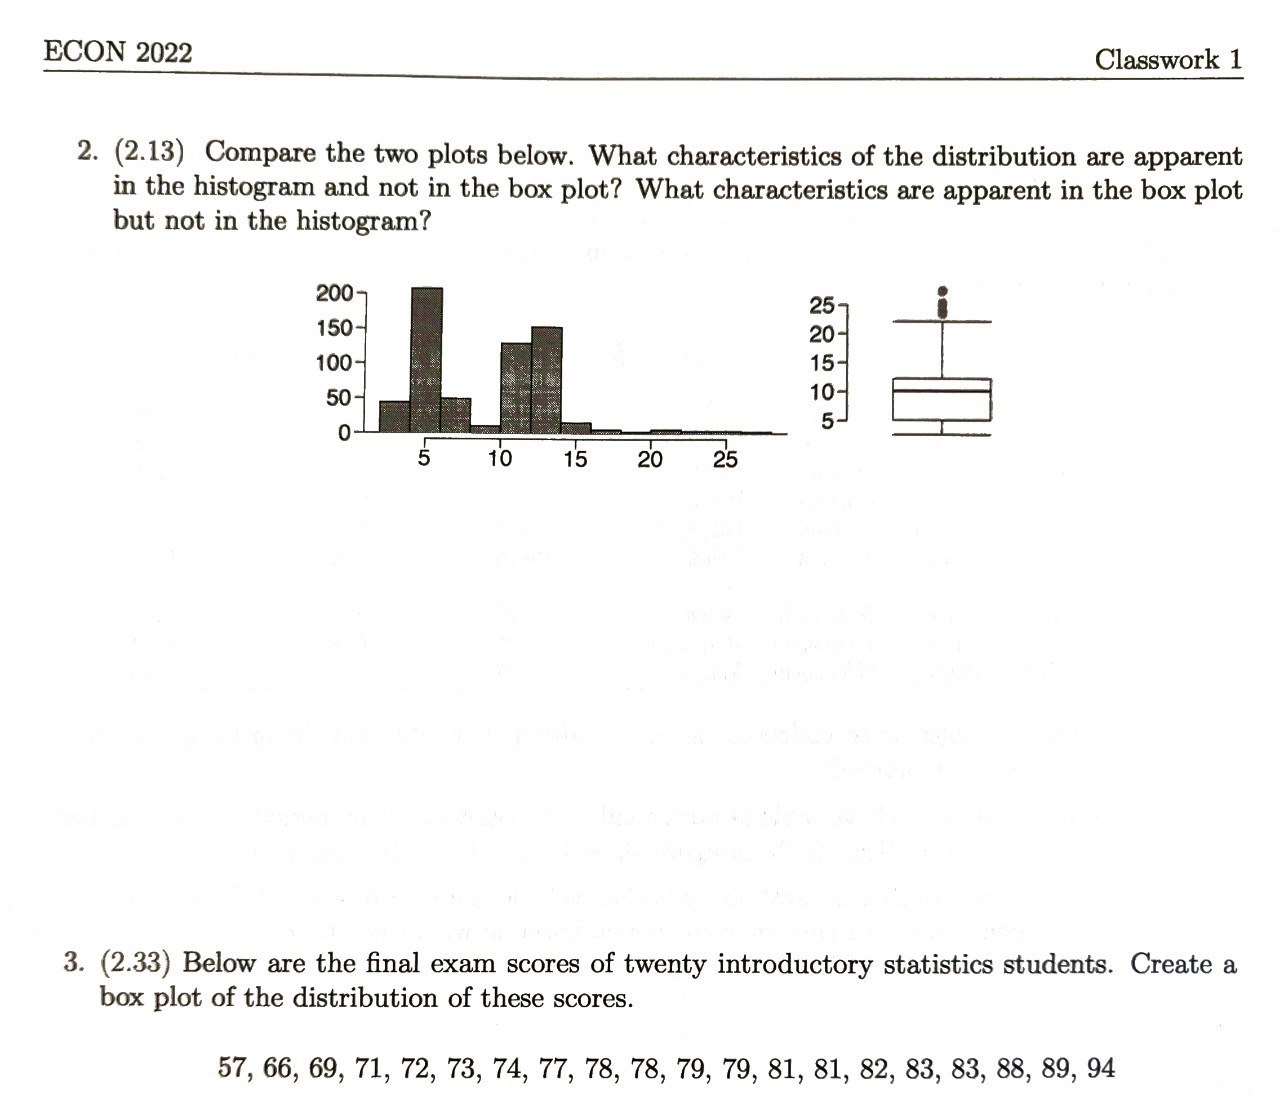 ECON 2022
Classwork 1
2. (2.13) Compare the two plots below. What characteristics of the distribution are apparent
in the histogram and not in the box plot? What characteristics are apparent in the box plot
but not in the histogram?
200
150
100
50
0
5 10 15 20 25
25
20
15
10
5
3. (2.33) Below are the final exam scores of twenty introductory statistics students. Create a
box plot of the distribution of these scores.
57, 66, 69, 71, 72, 73, 74, 77, 78, 78, 79, 79, 81, 81, 82, 83, 83, 88, 89, 94